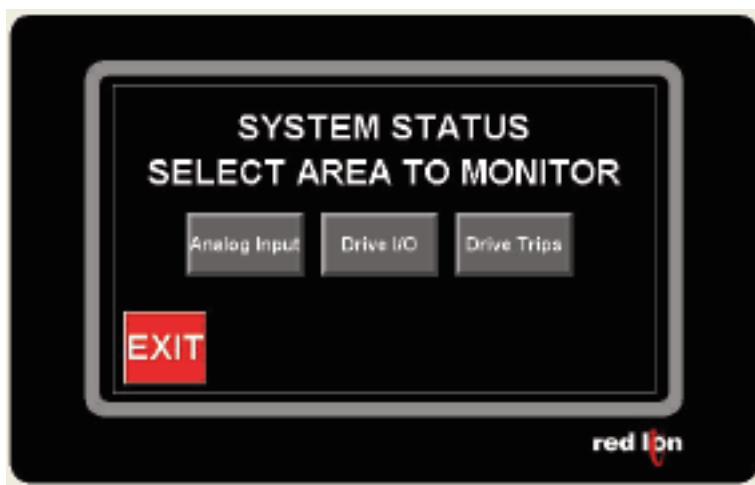 SYSTEM STATUS
SELECT AREA TO MONITOR
Analog Input Drive I/O Drive Trips
EXIT
red lion